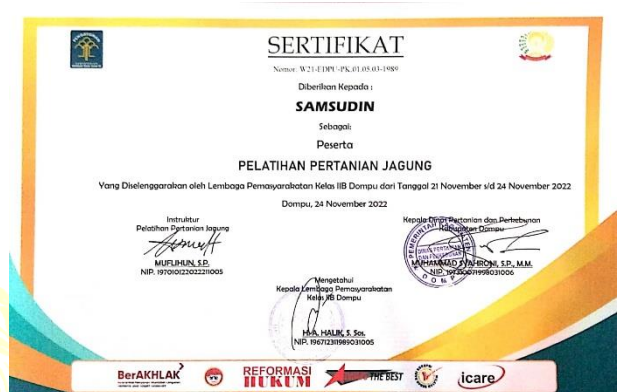 SERTIFIKAT
Nomor: W21-EDPU-PK.01.05.03-1989
Diberikan Kepada :
SAMSUDIN
Sebagai:
Peserta
PELATIHAN PERTANIAN JAGUNG
Yang Diselenggarakan oleh Lembaga Pemasyarakatan Kelas IIB Dompu dari Tanggal 21 November s/d 24 November 2022
Dompu, 24 November 2022
Instruktur
Pelatihan Pertanian Jagung
MUFLIHUN, S.P.
NIP. 197010122022211005
Kepala Dinas Pertanian dan Perkebunan
Kabupaten Dompu
MUHAMMAD SYAHRONI, S.P., M.M.
Mengetahui
Kepala Lembaga Pemasyarakatan
Kelas IIB Dompu
H. A. HALIK, S. Sos.
NIP. 196712311989031005
BerAKHLAK
REFORMASI
HUKUM
THE BEST
icare